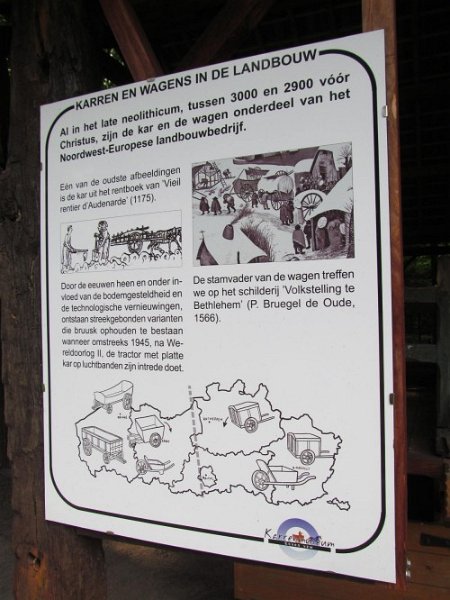 KARREN EN WAGENS IN DE LANDBOUW
Al in het late neolithicum, tussen 3000 en 2900 vóór
Christus, zijn de kar en de wagen onderdeel van het
Noordwest-Europese landbouwbedrijf.
Eén van de oudste afbeeldingen
is de kar uit het rentboek van 'Vieil
rentier d'Audenarde' (1175).
Door de eeuwen heen en onder in-
vloed van de bodemgesteldheid en
de technologische vernieuwingen,
ontstaan streekgebonden varianten
die bruusk ophouden te bestaan
wanneer omstreeks 1945, na We-
reldoorlog II, de tractor met platte
kar op luchtbanden zijn intrede doet.
De stamvader van de wagen treffen
we op het schilderij 'Volkstelling te
Bethlehem' (P. Bruegel de Oude,
1566).